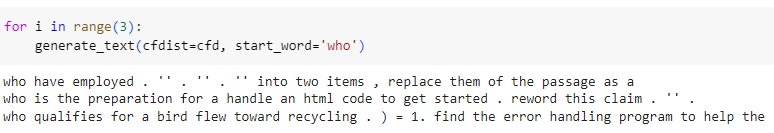 for i in range(3):
    generate_text(cfdist=cfd, start_word='who')
who have employed . '' . '' . '' into two items , replace them of the passage as a
who is the preparation for a handle an html code to get started . reword this claim . '' .
who qualifies for a bird flew toward recycling . ) = 1. find the error handling program to help the